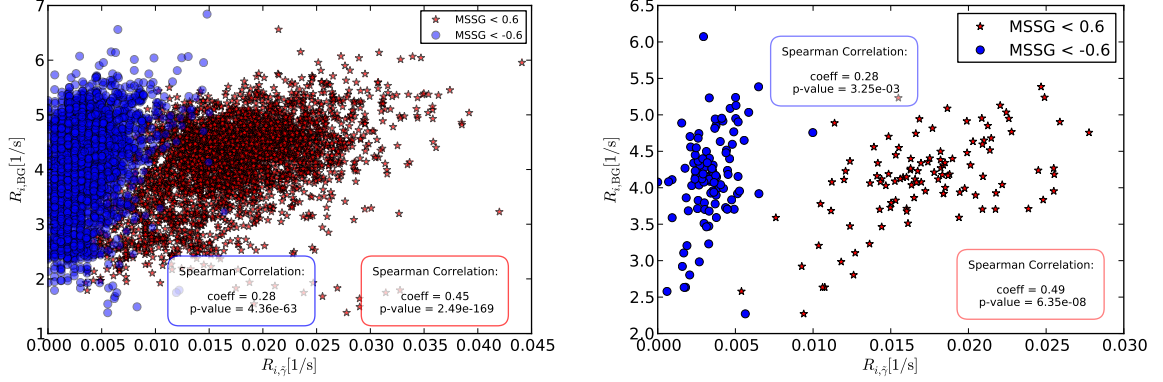 7
6
5
4
3
2
1
R_{i,BG}[1/s]
MSSG < 0.6
MSSG < -0.6
Spearman Correlation:
coeff = 0.28
p-value = 4.36e-63
Spearman Correlation:
coeff = 0.45
p-value = 2.49e-169
0.000 0.005 0.010 0.015 0.020 0.025 0.030 0.035 0.040 0.045
R_{i,γ̃}[1/s]
6.5
6.0
5.5
5.0
4.5
4.0
3.5
3.0
2.5
2.0
R_{i,BG}[1/s]
MSSG < 0.6
MSSG < -0.6
Spearman Correlation:
coeff = 0.28
p-value = 3.25e-03
Spearman Correlation:
coeff = 0.49
p-value = 6.35e-08
0.000 0.005 0.010 0.015 0.020 0.025 0.030
R_{i,γ̃}[1/s]